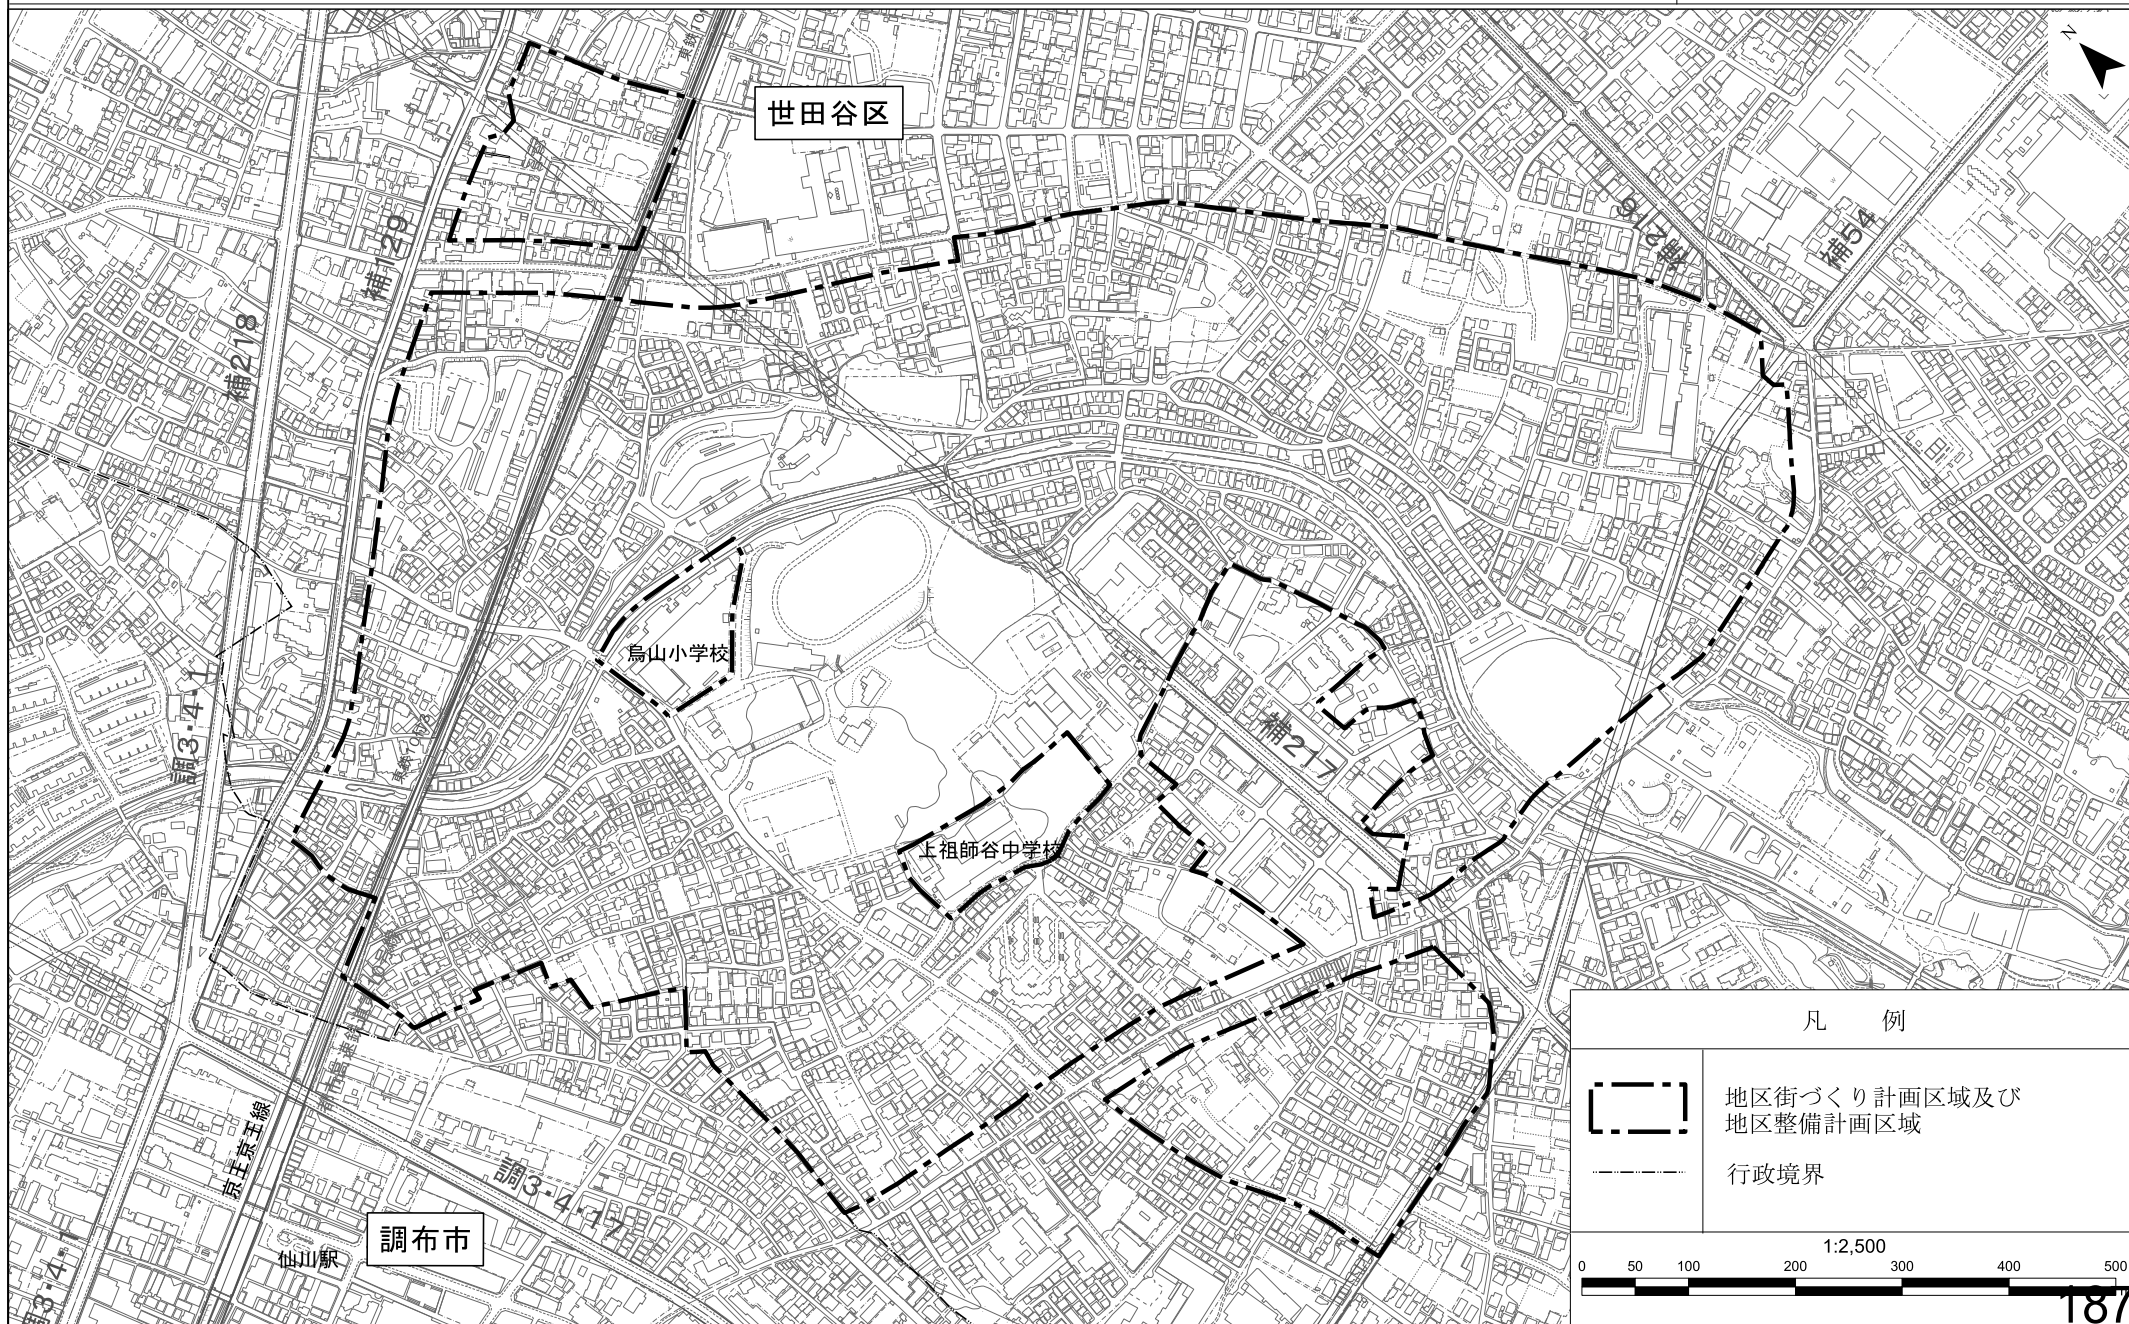 N
世田谷区
補129
補216
補54
補218
烏山小学校
調3・4・1
補217
上祖師谷中学校
京王京王線
調3・4・17
調布市
仙川駅
調3・4・1
凡 例
地区街づくり計画区域及び
地区整備計画区域
行政境界
1:2,500
0 50 100 200 300 400 500
187